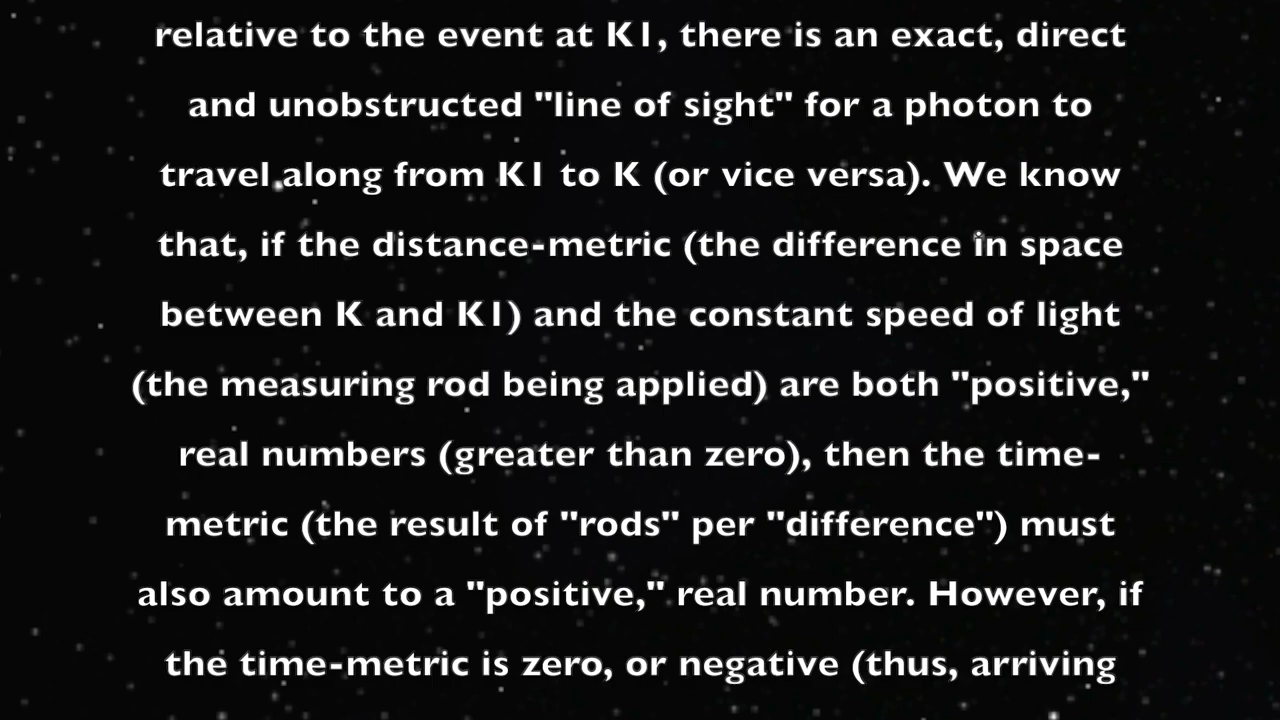 relative to the event at K1, there is an exact, direct
and unobstructed "line of sight" for a photon to
travel along from K1 to K (or vice versa). We know
that, if the distance-metric (the difference in space
between K and K1) and the constant speed of light
(the measuring rod being applied) are both "positive,"
real numbers (greater than zero), then the time-
metric (the result of "rods" per "difference") must
also amount to a "positive," real number. However, if
the time-metric is zero, or negative (thus, arriving